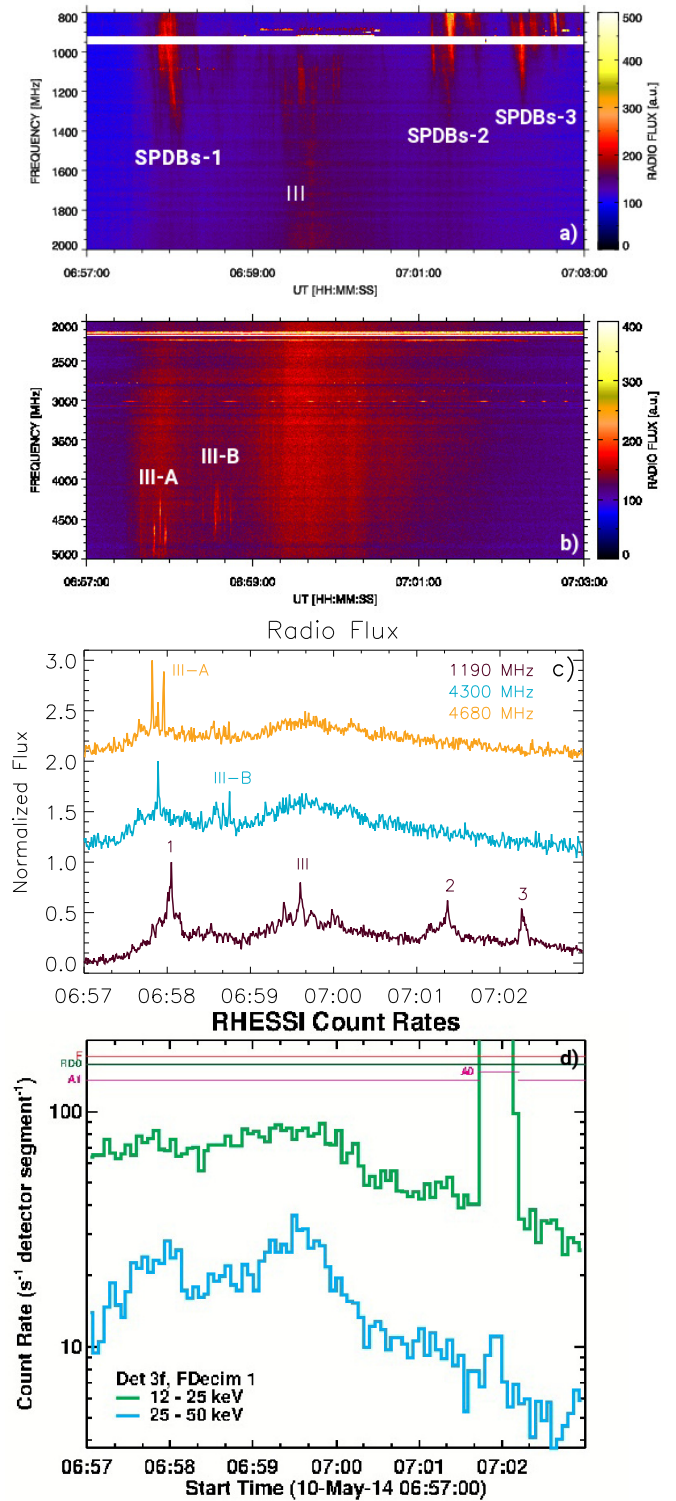 800
1000
1200
1400
1600
1800
2000
FREQUENCY [MHz]
SPDBs-1
III
SPDBs-2
SPDBs-3
a)
500
400
300
200
100
0
RADIO FLUX [a.u.]
06:57:00
06:59:00
07:01:00
07:03:00
UT [HH:MM:SS]
2000
2500
3000
3500
4000
4500
5000
FREQUENCY [MHz]
III-A
III-B
b)
400
300
200
100
0
RADIO FLUX [a.u.]
06:57:00
06:59:00
07:01:00
07:03:00
UT [HH:MM:SS]
Radio Flux
3.0
2.5
2.0
1.5
1.0
0.5
0.0
Normalized Flux
III-A
1190 MHz
c)
4300 MHz
4680 MHz
III-B
1
III
2
3
06:57
06:58
06:59
07:00
07:01
07:02
RHESSI Count Rates
F
RD0
A1
A0
d)
100
10
Count Rate (s⁻¹ detector segment⁻¹)
Det 3f, FDecim 1
12 - 25 keV
25 - 50 keV
06:57
06:58
06:59
07:00
07:01
07:02
Start Time (10-May-14 06:57:00)